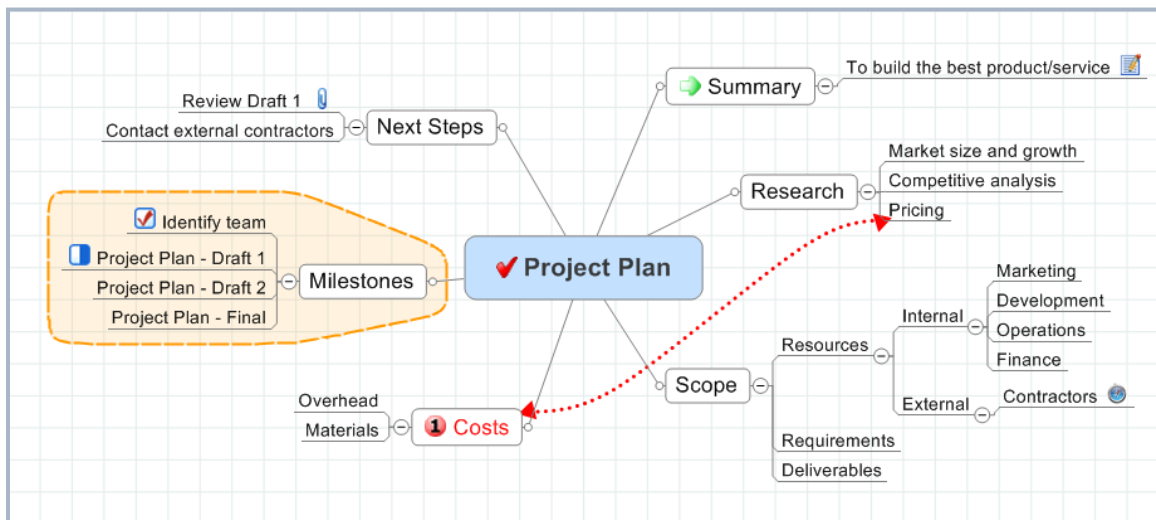 Project Plan
Summary
To build the best product/service
Research
Market size and growth
Competitive analysis
Pricing
Scope
Resources
Internal
Marketing
Development
Operations
Finance
External
Contractors
Requirements
Deliverables
1 Costs
Overhead
Materials
Milestones
Identify team
Project Plan - Draft 1
Project Plan - Draft 2
Project Plan - Final
Next Steps
Review Draft 1
Contact external contractors